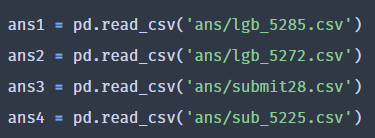 ans1 = pd.read_csv('ans/lgb_5285.csv')
ans2 = pd.read_csv('ans/lgb_5272.csv')
ans3 = pd.read_csv('ans/submit28.csv')
ans4 = pd.read_csv('ans/sub_5225.csv')